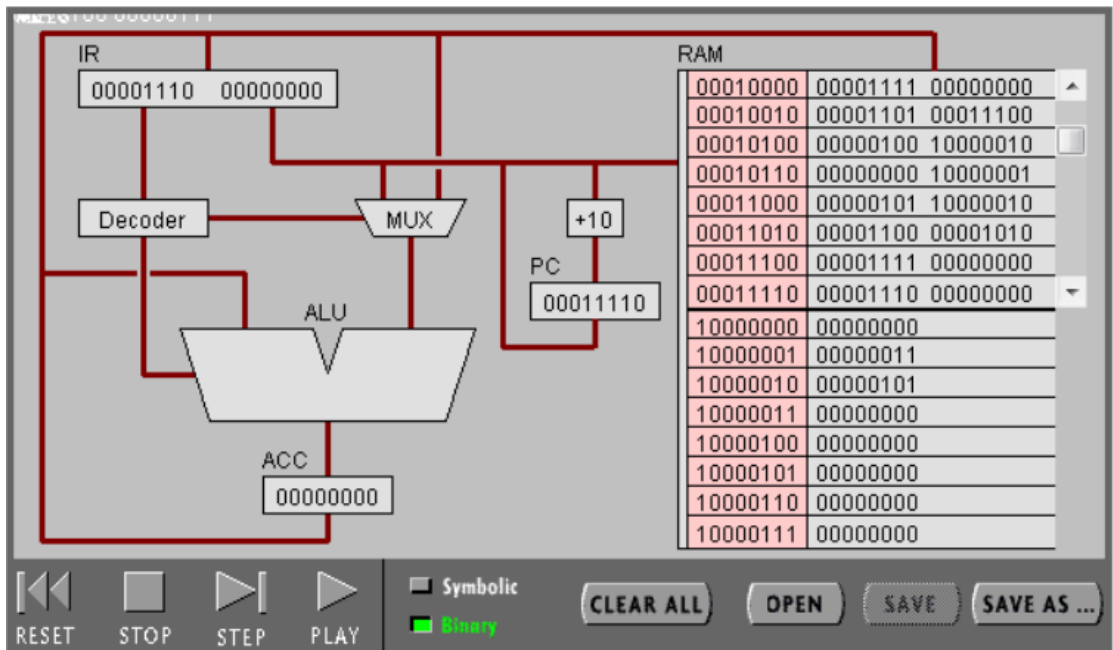 IR
00001110 00000000
Decoder
MUX
+10
PC
00011110
ALU
ACC
00000000
RAM
00010000 00001111 00000000
00010010 00001101 00011100
00010100 00000100 10000010
00010110 00000000 10000001
00011000 00000101 10000010
00011010 00001100 00001010
00011100 00001111 00000000
00011110 00001110 00000000
10000000 00000000
10000001 00000011
10000010 00000101
10000011 00000000
10000100 00000000
10000101 00000000
10000110 00000000
10000111 00000000
RESET
STOP
STEP
PLAY
Symbolic
Binary
CLEAR ALL
OPEN
SAVE
SAVE AS ...